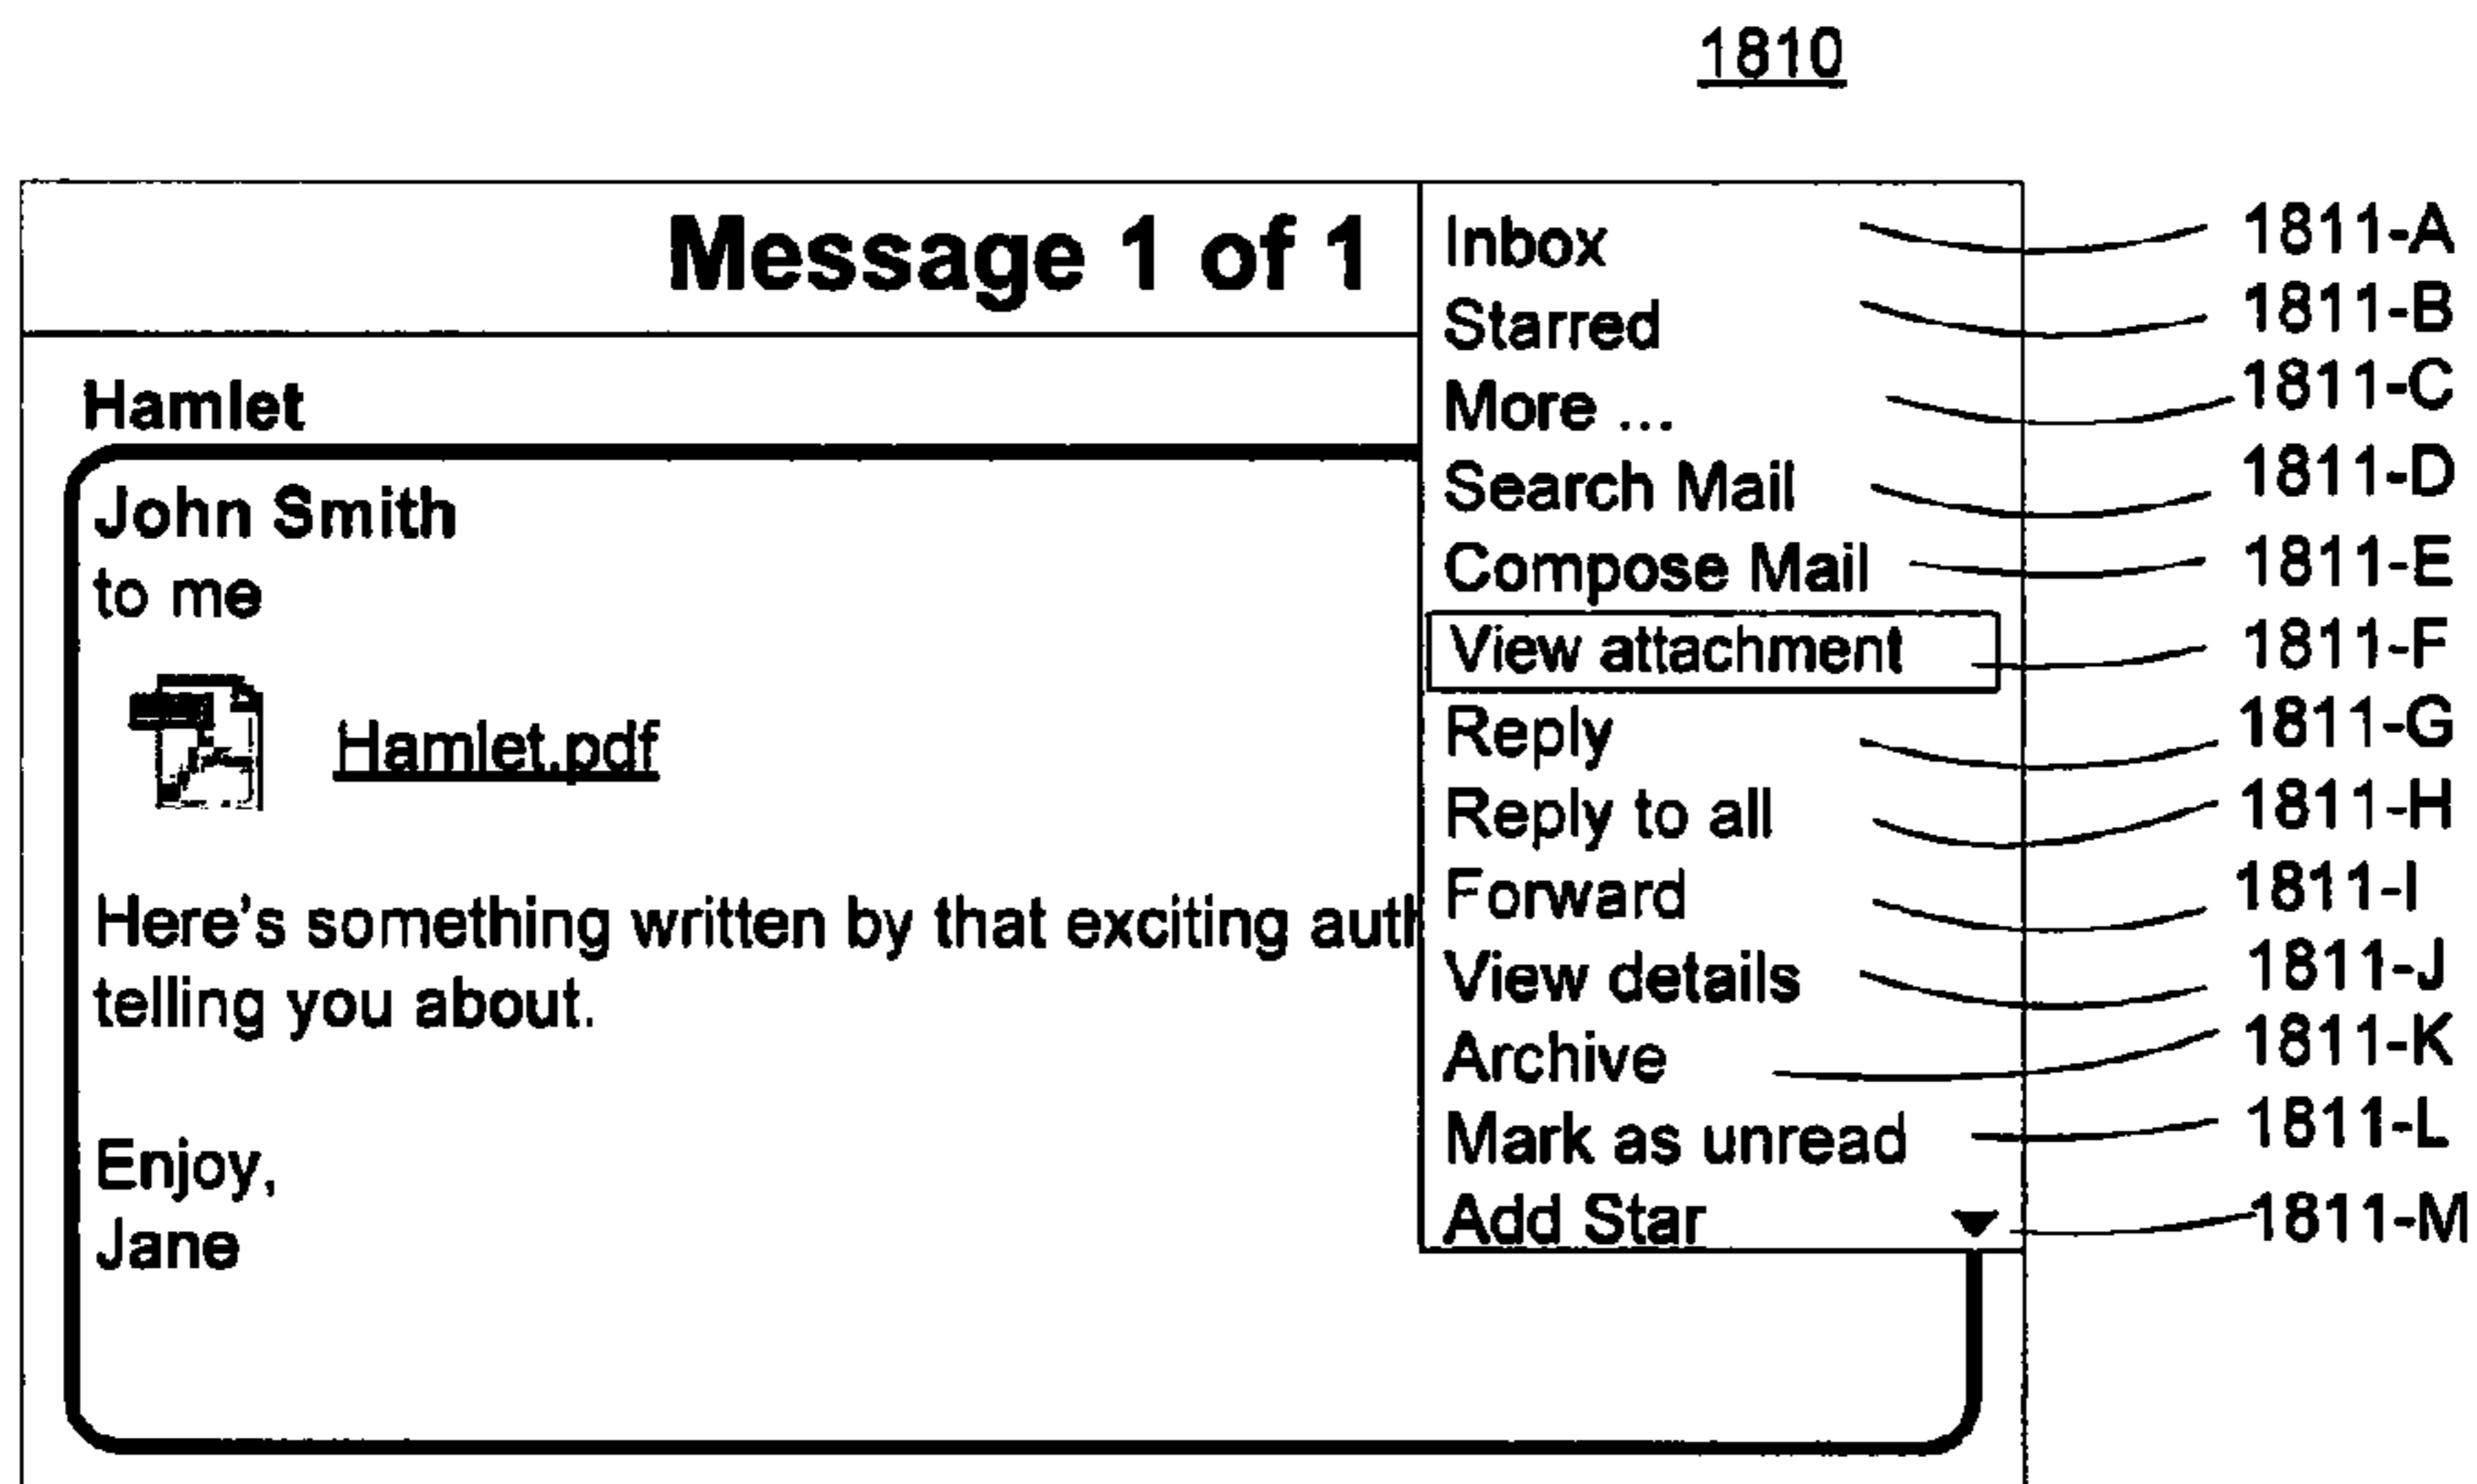 1810
Message 1 of 1
Hamlet
John Smith
to me
Hamlet.pdf
Here's something written by that exciting
telling you about.
Enjoy,
Jane
Inbox
Starred
More ...
Search Mail
Compose Mail
View attachment
Reply
Reply to all
Forward
View details
Archive
Mark as unread
Add Star
1811-A
1811-B
1811-C
1811-D
1811-E
1811-F
1811-G
1811-H
1811-I
1811-J
1811-K
1811-L
1811-M